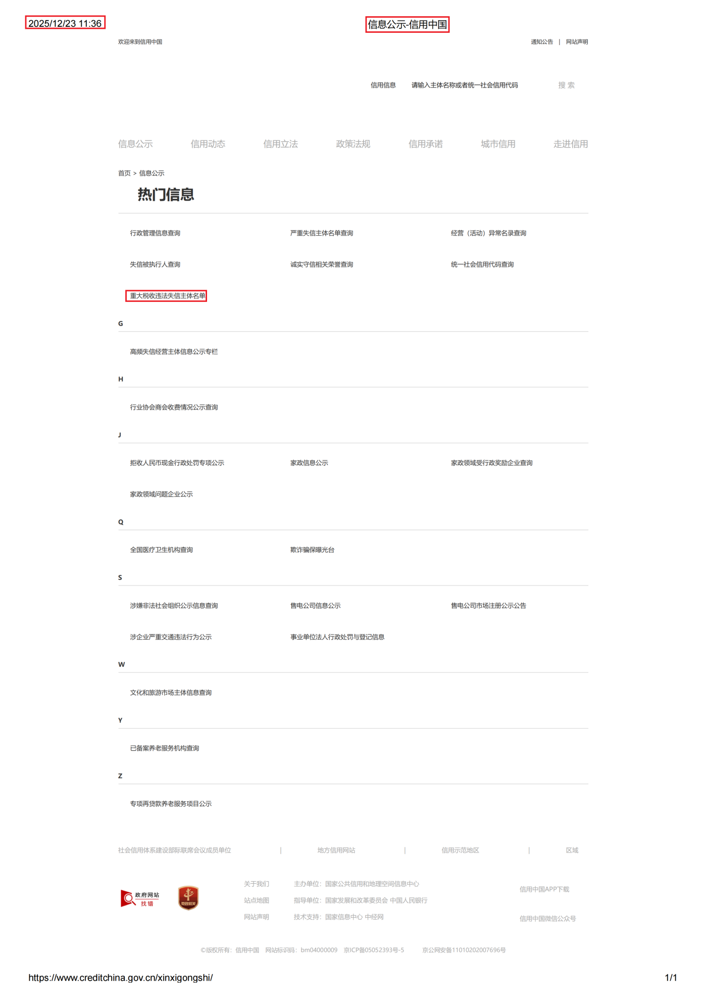 2025/12/23 11:36
信息公示-信用中国
欢迎来到信用中国
通知公告 | 网站声明
信用信息 请输入主体名称或者统一社会信用代码 搜 索
信息公示 信用动态 信用立法 政策法规 信用承诺 城市信用 走进信用
首页 > 信息公示
热门信息
行政管理信息查询 严重失信主体名单查询 经营（活动）异常名录查询
失信被执行人查询 诚实守信相关荣誉查询 统一社会信用代码查询
重大税收违法失信主体名单
G
高频失信经营主体信息公示专栏
H
行业协会商会收费情况公示查询
J
拒收人民币现金行政处罚专项公示 家政信息公示 家政领域受行政奖励企业查询
家政领域问题企业公示
Q
全国医疗卫生机构查询 欺诈骗保曝光台
S
涉嫌非法社会组织公示信息查询 售电公司信息公示 售电公司市场注册公示公告
涉企业严重交通违法行为公示 事业单位法人行政处罚与登记信息
W
文化和旅游市场主体信息查询
Y
已备案养老服务机构查询
Z
专项再贷款养老服务项目公示
社会信用体系建设部际联席会议成员单位 | 地方信用网站 | 信用示范地区 | 区域
政府网站
找错
党政机关
关于我们 主办单位：国家公共信用和地理空间信息中心
站点地图 指导单位：国家发展和改革委员会 中国人民银行
网站声明 技术支持：国家信息中心 中经网
信用中国APP下载
信用中国微信公众号
©版权所有：信用中国 网站标识码：bm04000009 京ICP备05052393号-5 京公网安备11010202007696号
https://www.creditchina.gov.cn/xinxigongshi/
1/1